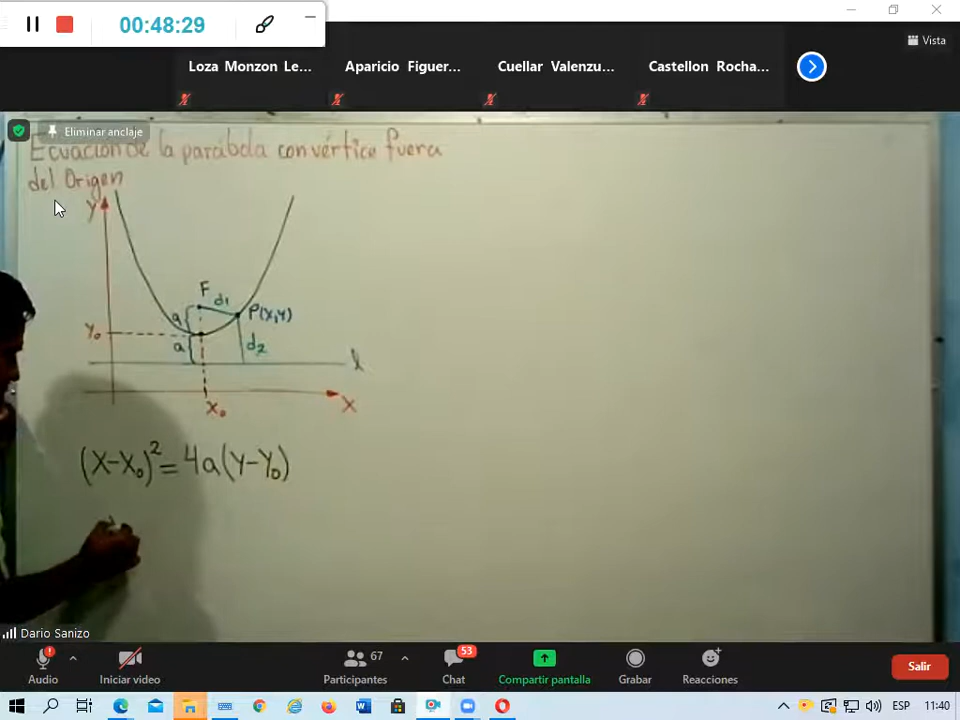 00:48:29
Vista
Loza Monzon Le... Aparicio Figuer... Cuellar Valenzu... Castellon Rocha...
Eliminar anclaje
Ecuación de la parábola con vértice fuera
del Origen
Y
F
d1
a
P(X,Y)
Y₀
a
d2
l
X₀
X
(X-X₀)² = 4a(Y-Y₀)
Dario Sanizo
67
53
Audio Iniciar video Participantes Chat Compartir pantalla Grabar Reacciones Salir
ESP 11:40